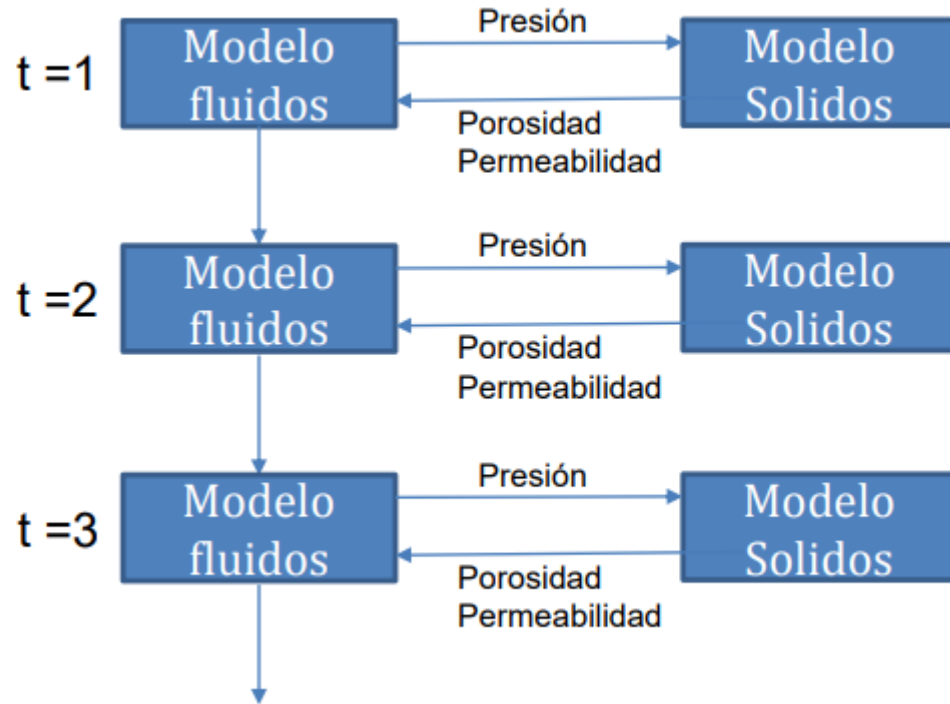 Presión
t =1
Modelo
fluidos
Modelo
Solidos
Porosidad
Permeabilidad
Presión
t =2
Modelo
fluidos
Modelo
Solidos
Porosidad
Permeabilidad
Presión
t =3
Modelo
fluidos
Modelo
Solidos
Porosidad
Permeabilidad